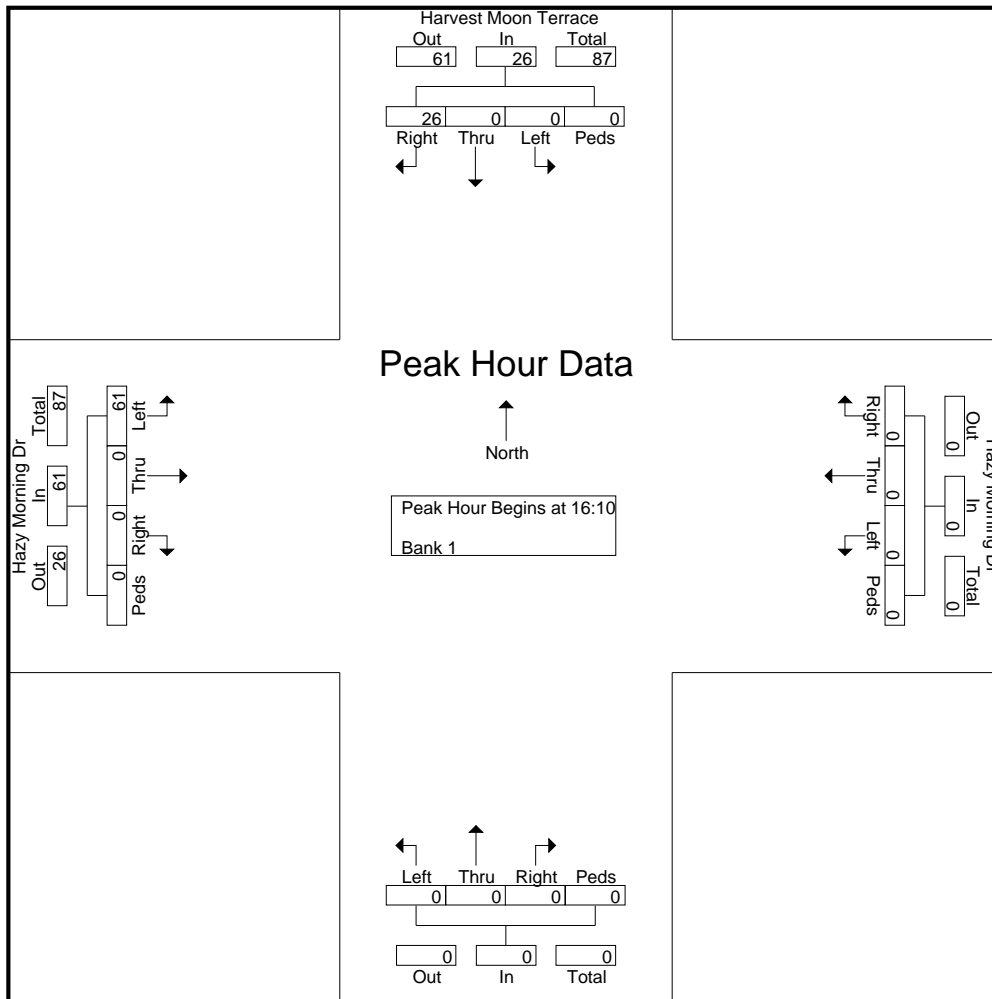 Harvest Moon Terrace
Out In Total
61 26 87
26 0 0 0
Right Thru Left Peds
Peak Hour Data
North
Peak Hour Begins at 16:10
Bank 1
Hazy Morning Dr
Total In Out
87 61 26
61 0 0 0
Left Thru Right Peds
Right Thru Left Peds
0 0 0 0
Out In Total
0 0 0
Hazy Morning Dr
Left Thru Right Peds
0 0 0 0
0 0 0
Out In Total